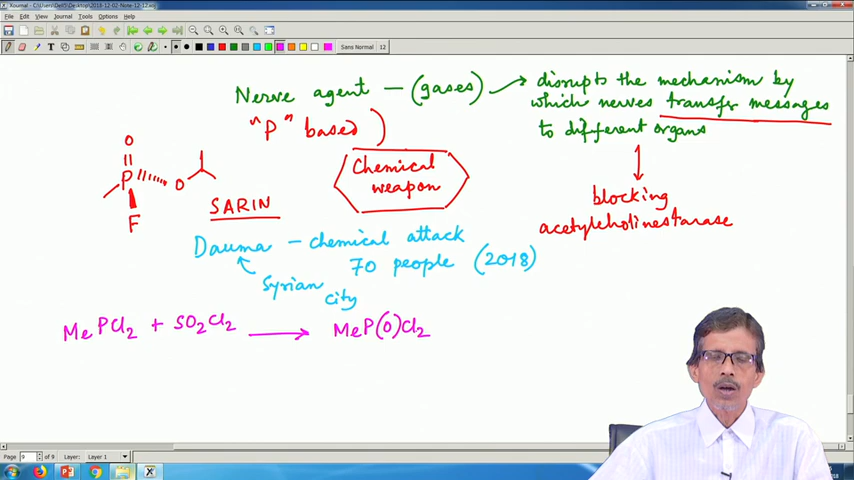 Xournal - C:\Users\Dell5\Desktop\2018-12-02-Note-12-12.xoj
File Edit View Journal Tools Options Help
Sans Normal 12
Nerve agent — (gases) → disrupts the mechanism by
which nerves transfer messages
to different organs
"P" based )
blocking
acetylcholinestarase
Chemical
weapon
O
P
O
F
SARIN
Dauma – chemical attack
70 people (2018)
Syrian
city
MePCl2 + SO2Cl2 → MeP(O)Cl2
Page 9 of 9 Layer: Layer 1